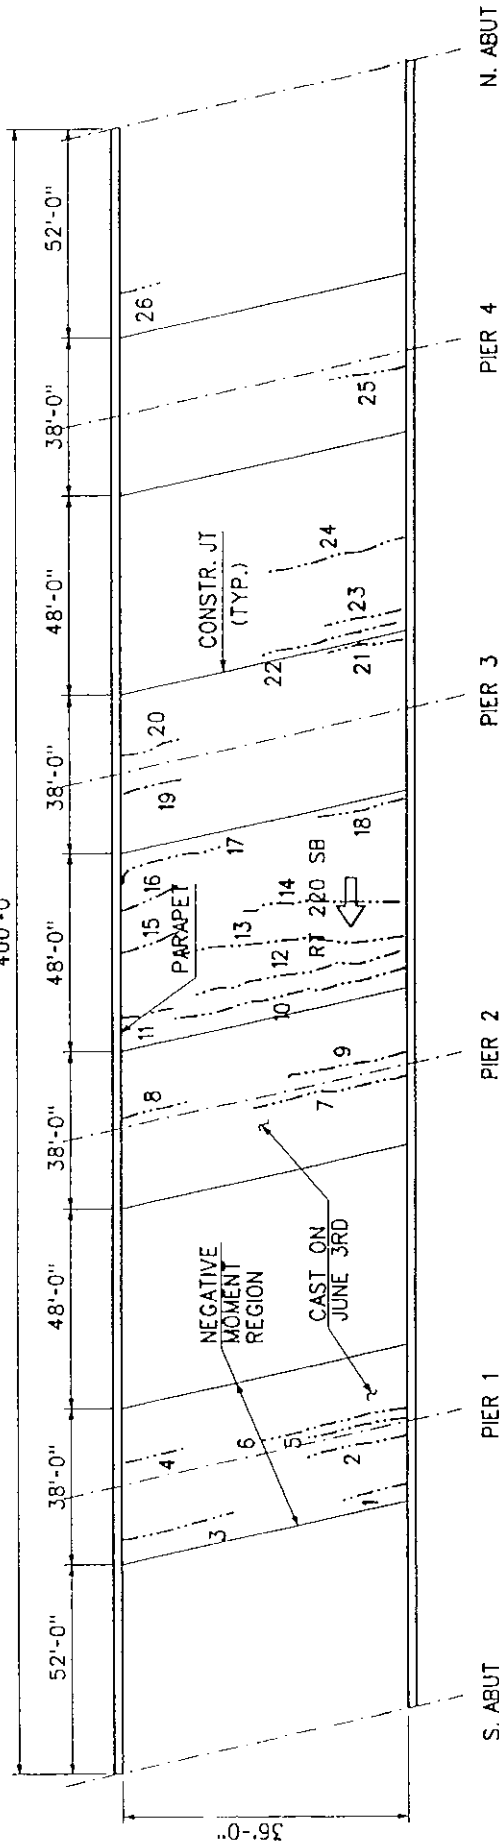 400'-0"
52'-0"
38'-0"
48'-0"
38'-0"
48'-0"
38'-0"
48'-0"
38'-0"
52'-0"
36'-0"
NEGATIVE
MOMENT
REGION
CAST ON
JUNE 3RD
PARAPET
RT 220 SB
CONSTR. JT
(TYP.)
1
2
3
4
5
6
7
8
9
10
11
12
13
14
15
16
17
18
19
20
21
22
23
24
25
26
S. ABUT
PIER 1
PIER 2
PIER 3
PIER 4
N. ABUT